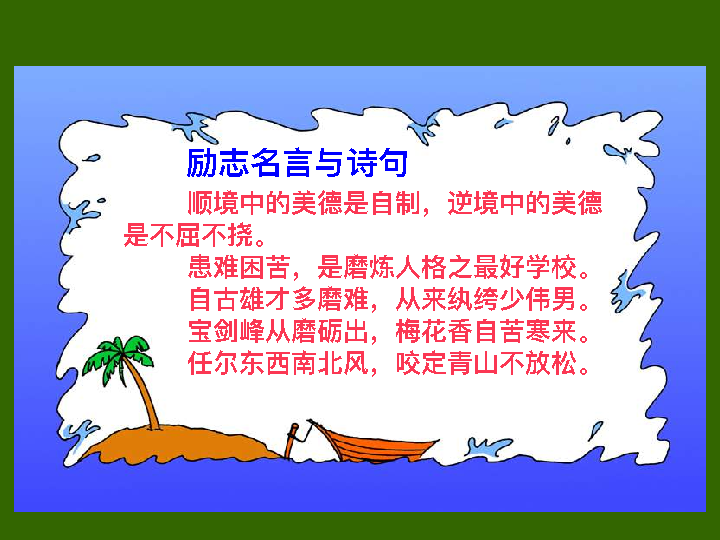 励志名言与诗句
顺境中的美德是自制，逆境中的美德
是不屈不挠。
患难困苦，是磨炼人格之最好学校。
自古雄才多磨难，从来纨绔少伟男。
宝剑峰从磨砺出，梅花香自苦寒来。
任尔东西南北风，咬定青山不放松。